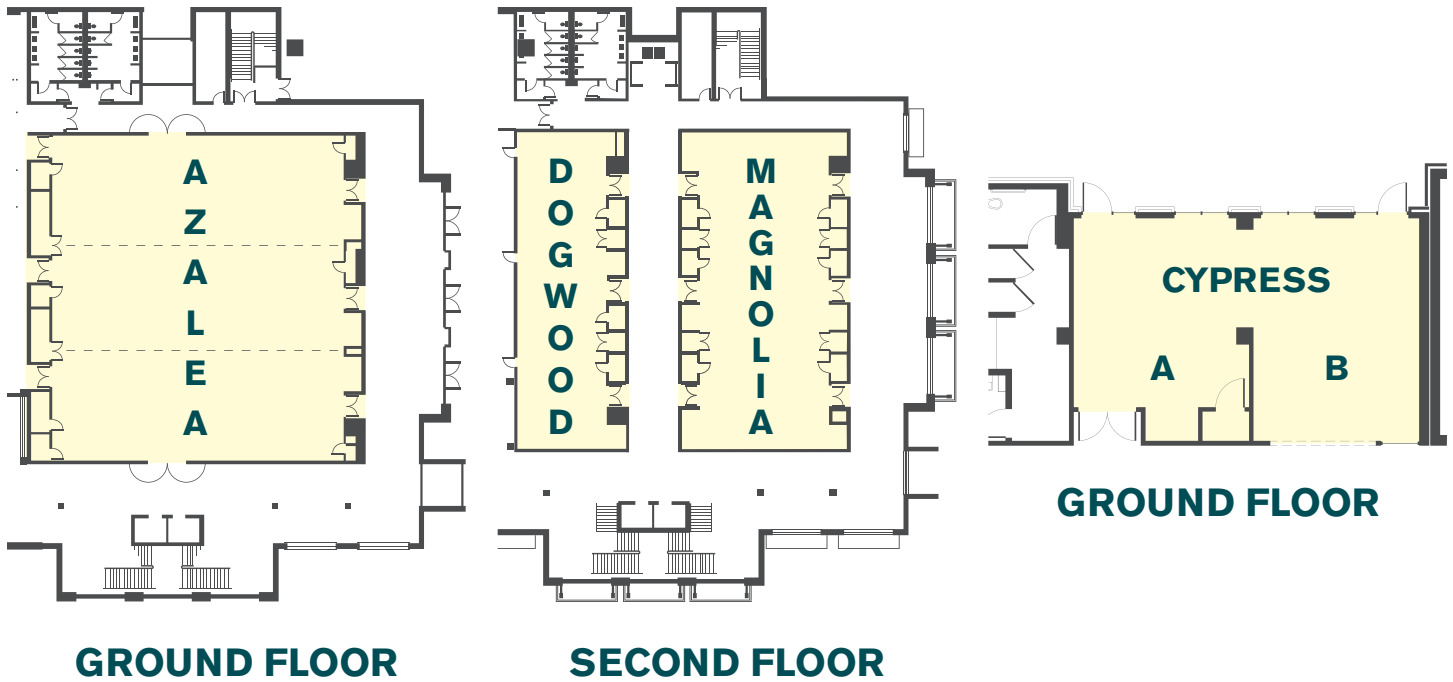 AZALEA
GROUND FLOOR
DOGWOOD
MAGNOLIA
SECOND FLOOR
CYPRESS
A
B
GROUND FLOOR